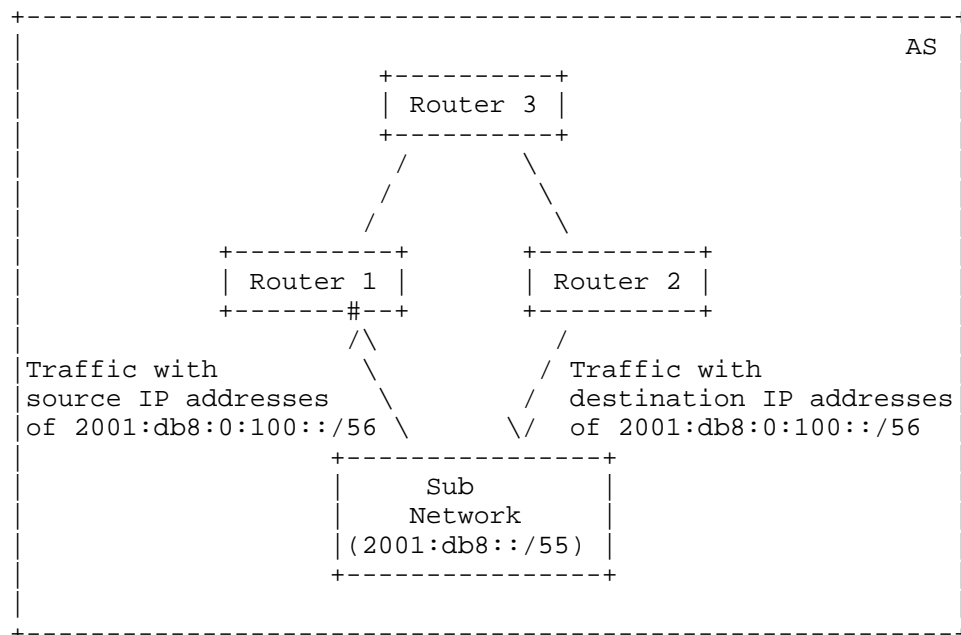 AS
Router 3
Router 1
Router 2
#
Traffic with
source IP addresses
of 2001:db8:0:100::/56
Traffic with
destination IP addresses
of 2001:db8:0:100::/56
Sub
Network
(2001:db8::/55)